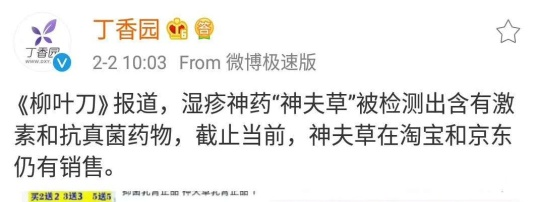 丁香园
丁香园
2-2 10:03 From 微博极速版
《柳叶刀》报道，湿疹神药“神夫草”被检测出含有激
素和抗真菌药物，截止当前，神夫草在淘宝和京东
仍有销售。
买2送2 3送3 5送5